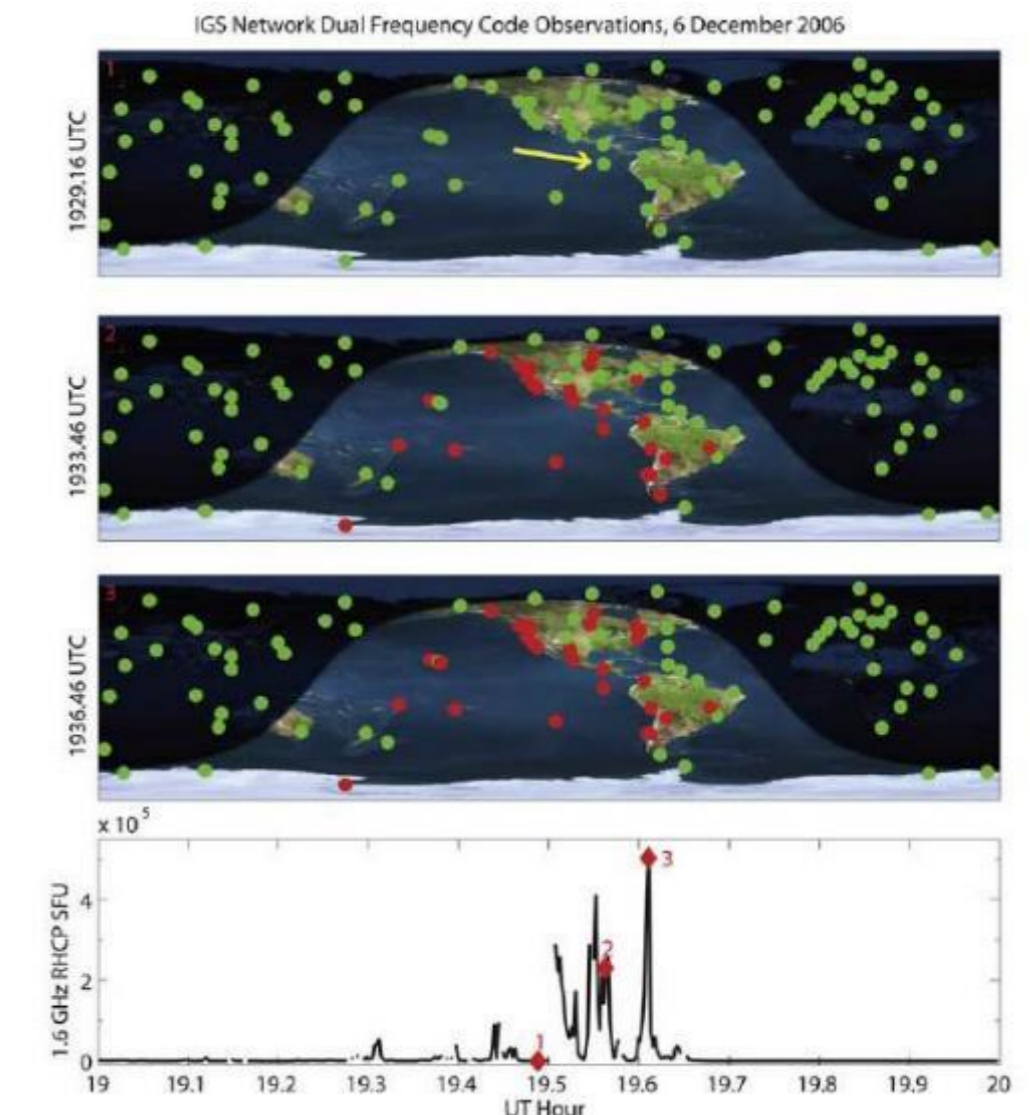 IGS Network Dual Frequency Code Observations, 6 December 2006
1
1929.16 UTC
2
1933.46 UTC
3
1936.46 UTC
x 10 5
1.6 GHz RHCP SFU
4
2
0
1
2
3
19 19.1 19.2 19.3 19.4 19.5 19.6 19.7 19.8 19.9 20
UT Hour